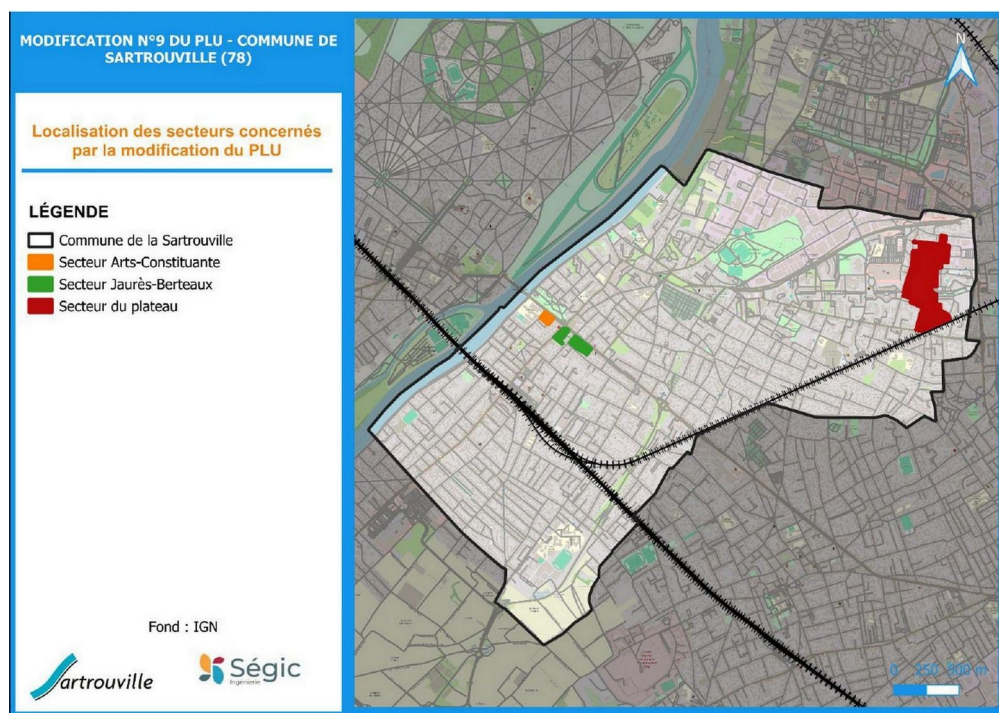 MODIFICATION N°9 DU PLU - COMMUNE DE
SARTROUVILLE (78)
Localisation des secteurs concernés
par la modification du PLU
LÉGENDE
Commune de la Sartrouville
Secteur Arts-Constituante
Secteur Jaurès-Berteaux
Secteur du plateau
Fond : IGN
Sartrouville
Ségic
Ingénierie
N
0 250 500 m